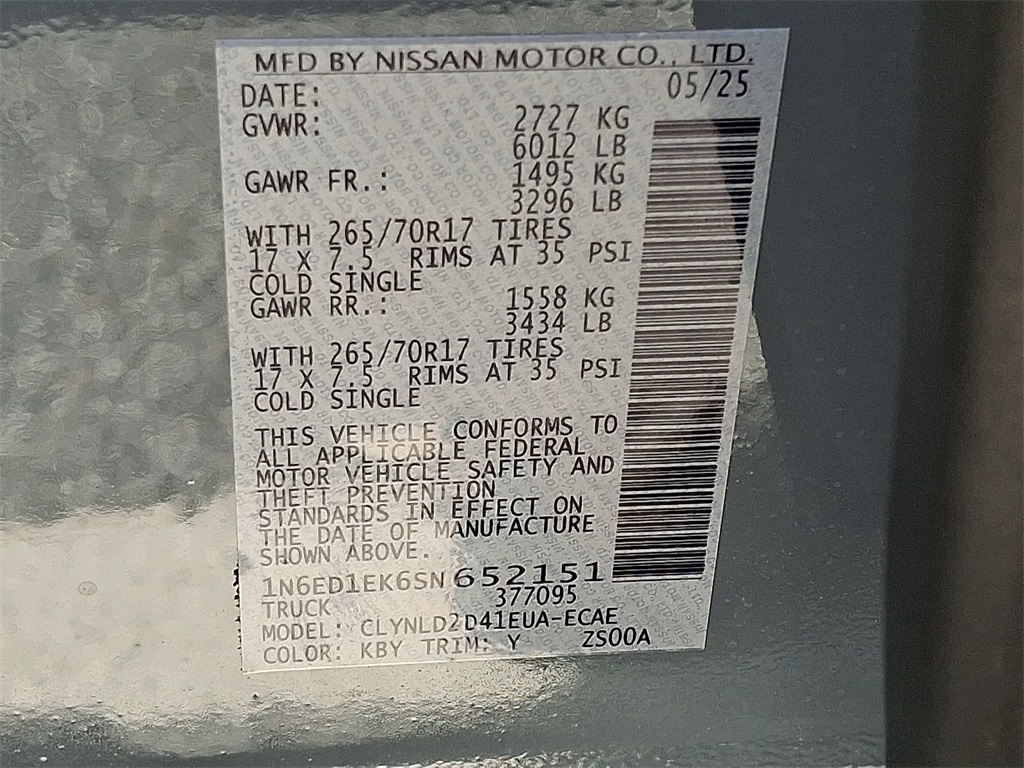 MFD BY NISSAN MOTOR CO., LTD.
DATE: 05/25
GVWR: 2727 KG
6012 LB
GAWR FR.: 1495 KG
3296 LB
WITH 265/70R17 TIRES
17 X 7.5 RIMS AT 35 PSI
COLD SINGLE
GAWR RR.: 1558 KG
3434 LB
WITH 265/70R17 TIRES
17 X 7.5 RIMS AT 35 PSI
COLD SINGLE
THIS VEHICLE CONFORMS TO
ALL APPLICABLE FEDERAL
MOTOR VEHICLE SAFETY AND
THEFT PREVENTION
STANDARDS IN EFFECT ON
THE DATE OF MANUFACTURE
SHOWN ABOVE.
1N6ED1EK6SN652151
TRUCK 377095
MODEL: CLYNLD2D41EUA-ECAE
COLOR: KBY TRIM: Y ZS00A